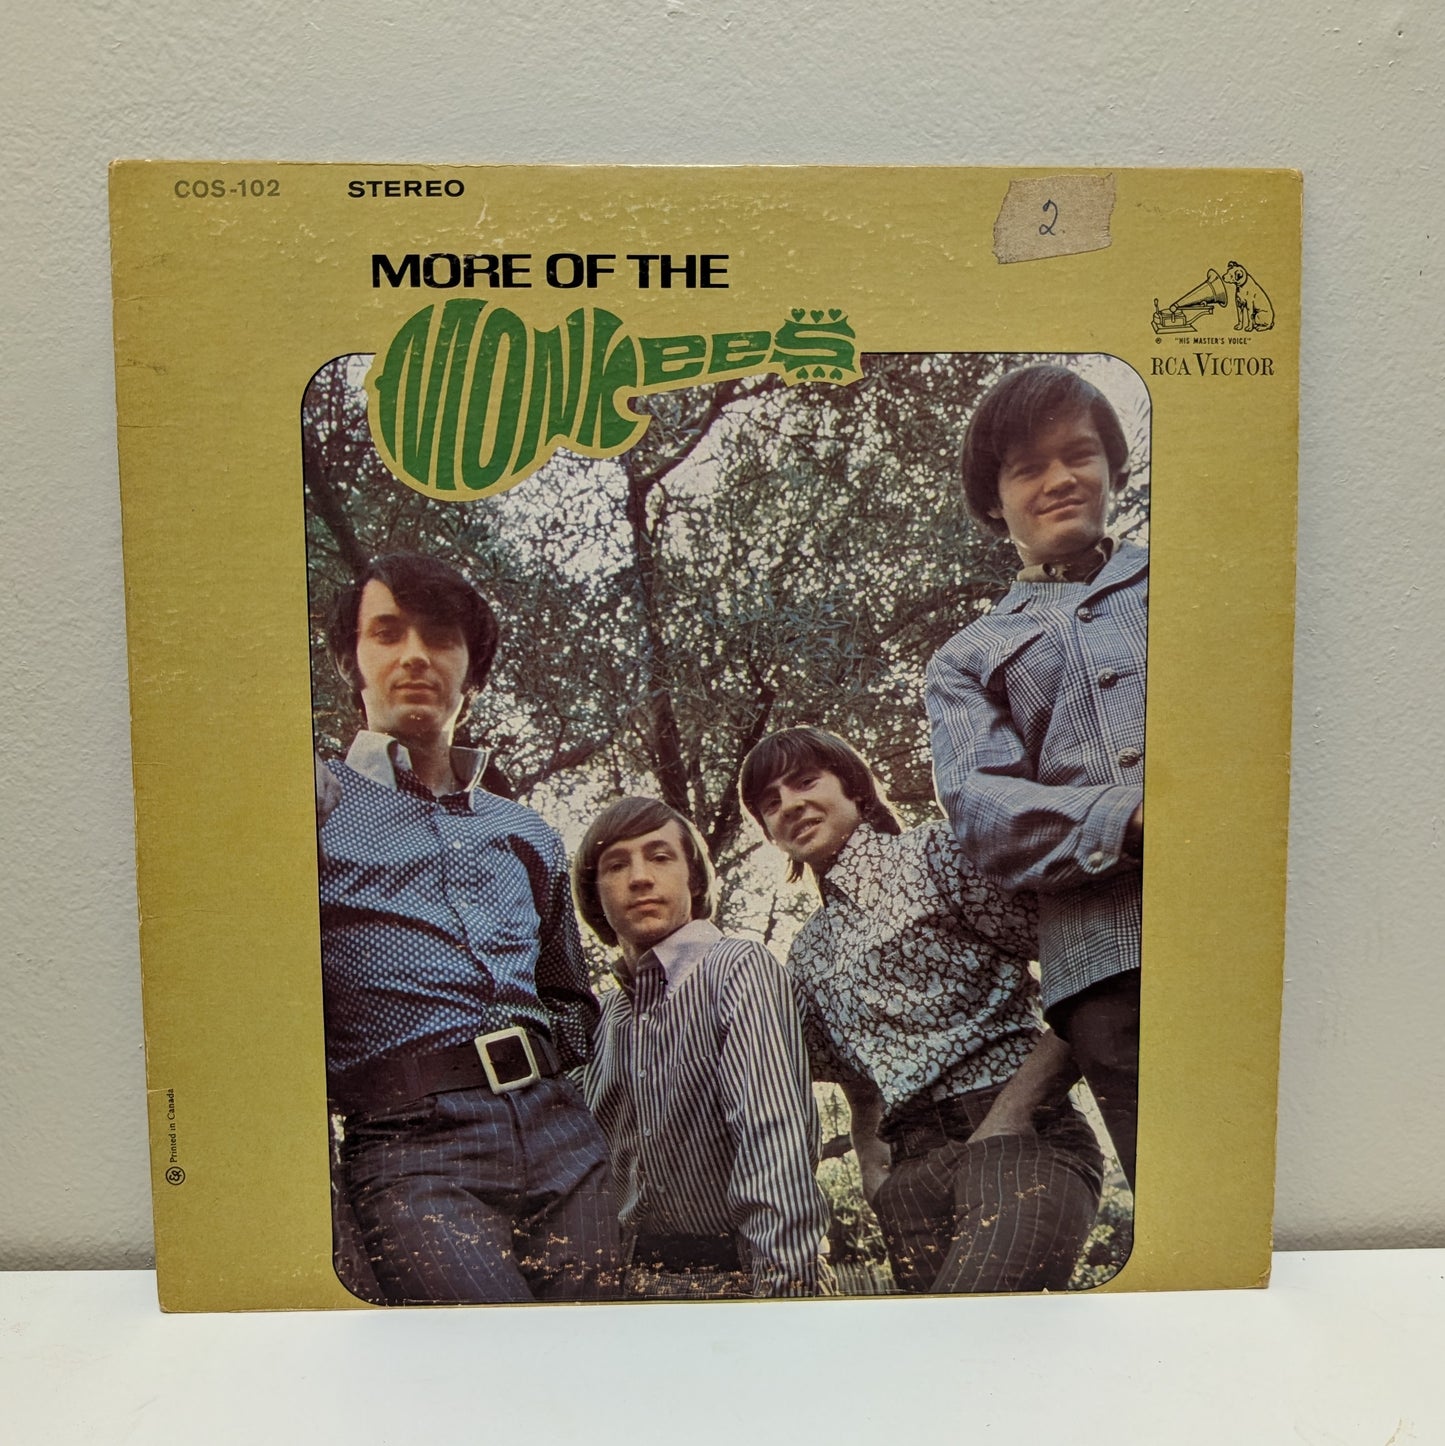 COS-102 STEREO
2.
MORE OF THE
MONKEES
® "HIS MASTER'S VOICE"
RCA VICTOR
Printed in Canada